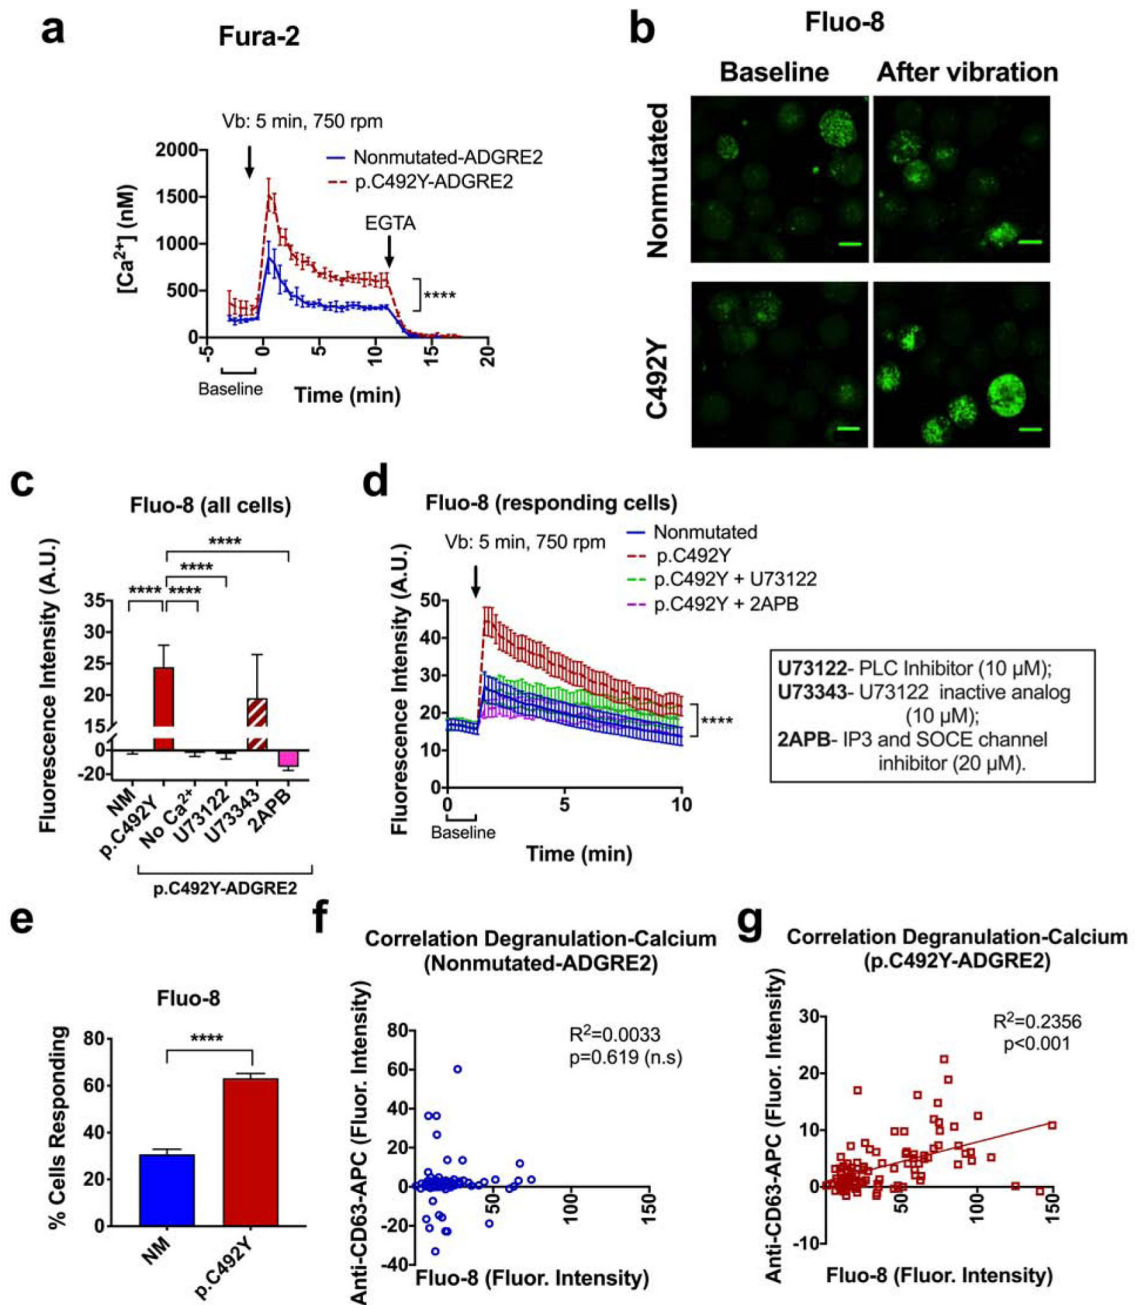 a
Fura-2
Vb: 5 min, 750 rpm
Nonmutated-ADGRE2
p.C492Y-ADGRE2
EGTA
****
[Ca²⁺] (nM)
2000
1500
1000
500
0
-5
0
5
10
15
20
Baseline
Time (min)
b
Fluo-8
Baseline
After vibration
Nonmutated
C492Y
c
Fluo-8 (all cells)
****
****
**** ****
Fluorescence Intensity (A.U.)
35
30
25
20
15
0
-20
NM
p.C492Y
No Ca²⁺
U73122
U73343
2APB
p.C492Y-ADGRE2
d
Fluo-8 (responding cells)
Vb: 5 min, 750 rpm
Nonmutated
p.C492Y
p.C492Y + U73122
p.C492Y + 2APB
****
Fluorescence Intensity (A.U.)
50
40
30
20
10
0
0
5
10
Baseline
Time (min)
U73122- PLC Inhibitor (10 µM);
U73343- U73122 inactive analog
(10 µM);
2APB- IP3 and SOCE channel
inhibitor (20 µM).
e
Fluo-8
****
% Cells Responding
80
60
40
20
0
NM
p.C492Y
f
Correlation Degranulation-Calcium
(Nonmutated-ADGRE2)
R²=0.0033
p=0.619 (n.s)
Anti-CD63-APC (Fluor. Intensity)
80
60
40
20
0
-20
-40
50
100
150
Fluo-8 (Fluor. Intensity)
g
Correlation Degranulation-Calcium
(p.C492Y-ADGRE2)
R²=0.2356
p<0.001
Anti-CD63-APC (Fluor. Intensity)
30
20
10
0
-10
50
100
150
Fluo-8 (Fluor. Intensity)